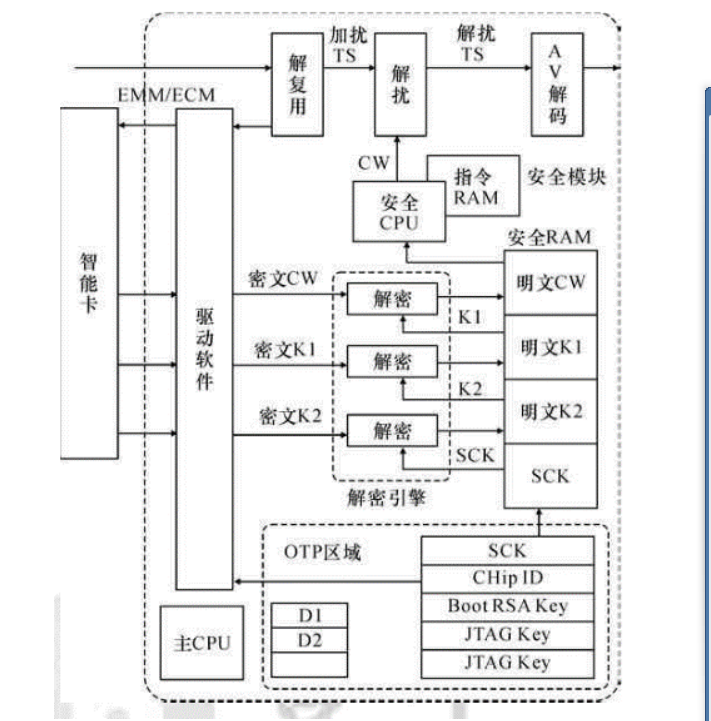 加扰
TS
解扰
TS
解复用
解扰
AV解码
EMM/ECM
CW
指令
RAM
安全模块
安全
CPU
安全RAM
智能卡
驱动软件
密文CW
解密
明文CW
K1
密文K1
解密
明文K1
K2
密文K2
解密
明文K2
SCK
SCK
解密引擎
OTP区域
SCK
CHip ID
Boot RSA Key
JTAG Key
JTAG Key
D1
D2
主CPU